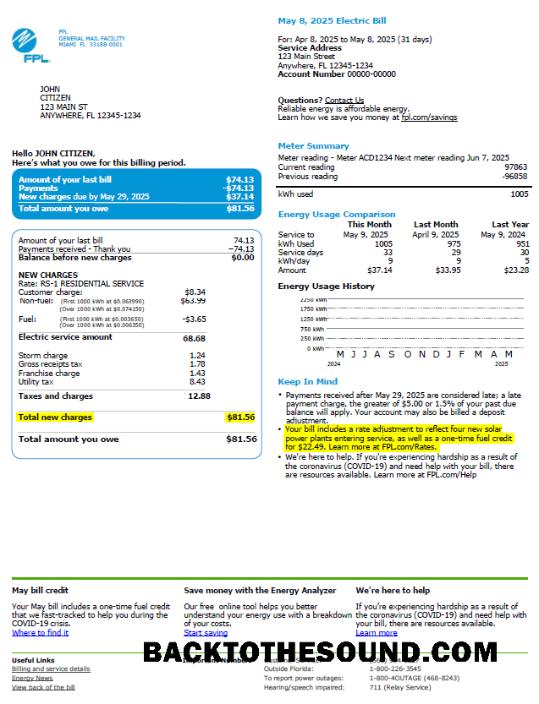 FPL
GENERAL MAIL FACILITY
MIAMI FL 33188-0001
FPL.
JOHN
CITIZEN
123 MAIN ST
ANYWHERE, FL 12345-1234
May 8, 2025 Electric Bill
For: Apr 8, 2025 to May 8, 2025 (31 days)
Service Address
123 Main Street
Anywhere, FL 12345-1234
Account Number 00000-00000
Questions? Contact Us
Reliable energy is affordable energy.
Learn how we save you money at fpl.com/savings
Hello JOHN CITIZEN,
Here's what you owe for this billing period.
Amount of your last bill $74.13
Payments -$74.13
New charges due by May 29, 2025 $37.14
Total amount you owe $81.56
Amount of your last bill 74.13
Payments received - Thank you −74.13
Balance before new charges $0.00
NEW CHARGES
Rate: RS-1 RESIDENTIAL SERVICE
Customer charge: $8.34
Non-fuel: (First 1000 kWh at $0.063990) $63.99
(Over 1000 kWh at $0.074150)
Fuel: (First 1000 kWh at $0.003650) -$3.65
(Over 1000 kWh at $0.006350)
Electric service amount 68.68
Storm charge 1.24
Gross receipts tax 1.78
Franchise charge 1.43
Utility tax 8.43
Taxes and charges 12.88
Total new charges $81.56
Total amount you owe $81.56
Meter Summary
Meter reading - Meter ACD1234 Next meter reading Jun 7, 2025
Current reading 97863
Previous reading -96858
kWh used 1005
Energy Usage Comparison
This Month Last Month Last Year
Service to May 9, 2025 April 9, 2025 May 9, 2024
kWh Used 1005 975 951
Service days 33 29 30
kWh/day 9 9 5
Amount $37.14 $33.95 $23.28
Energy Usage History
2250 kWh
1750 kWh
1250 kWh
750 kWh
250 kWh
0 kWh
M J J A S O N D J F M A M
2024 2025
Keep In Mind
• Payments received after May 29, 2025 are considered late; a late
payment charge, the greater of $5.00 or 1.5% of your past due
balance will apply. Your account may also be billed a deposit
adjustment.
• Your bill includes a rate adjustment to reflect four new solar
power plants entering service, as well as a one-time fuel credit
for $22.49. Learn more at FPL.com/Rates.
• We're here to help. If you're experiencing hardship as a result of
the coronavirus (COVID-19) and need help with your bill, there
are resources available. Learn more at FPL.com/Help
May bill credit
Your May bill includes a one-time fuel credit
that we fast-tracked to help you during the
COVID-19 crisis.
Where to find it
Save money with the Energy Analyzer
Our free online tool helps you better
understand your energy use with a breakdown
of your costs.
Start saving
We're here to help
If you're experiencing hardship as a result of
the coronavirus (COVID-19) and need help with
your bill, there are resources available.
Learn more
BACKTOTHESOUND.COM
Useful Links
Billing and service details
Energy News
View back of the bill
Important Numbers
Outside Florida: 1-800-226-3545
To report power outages: 1-800-4OUTAGE (468-8243)
Hearing/speech impaired: 711 (Relay Service)